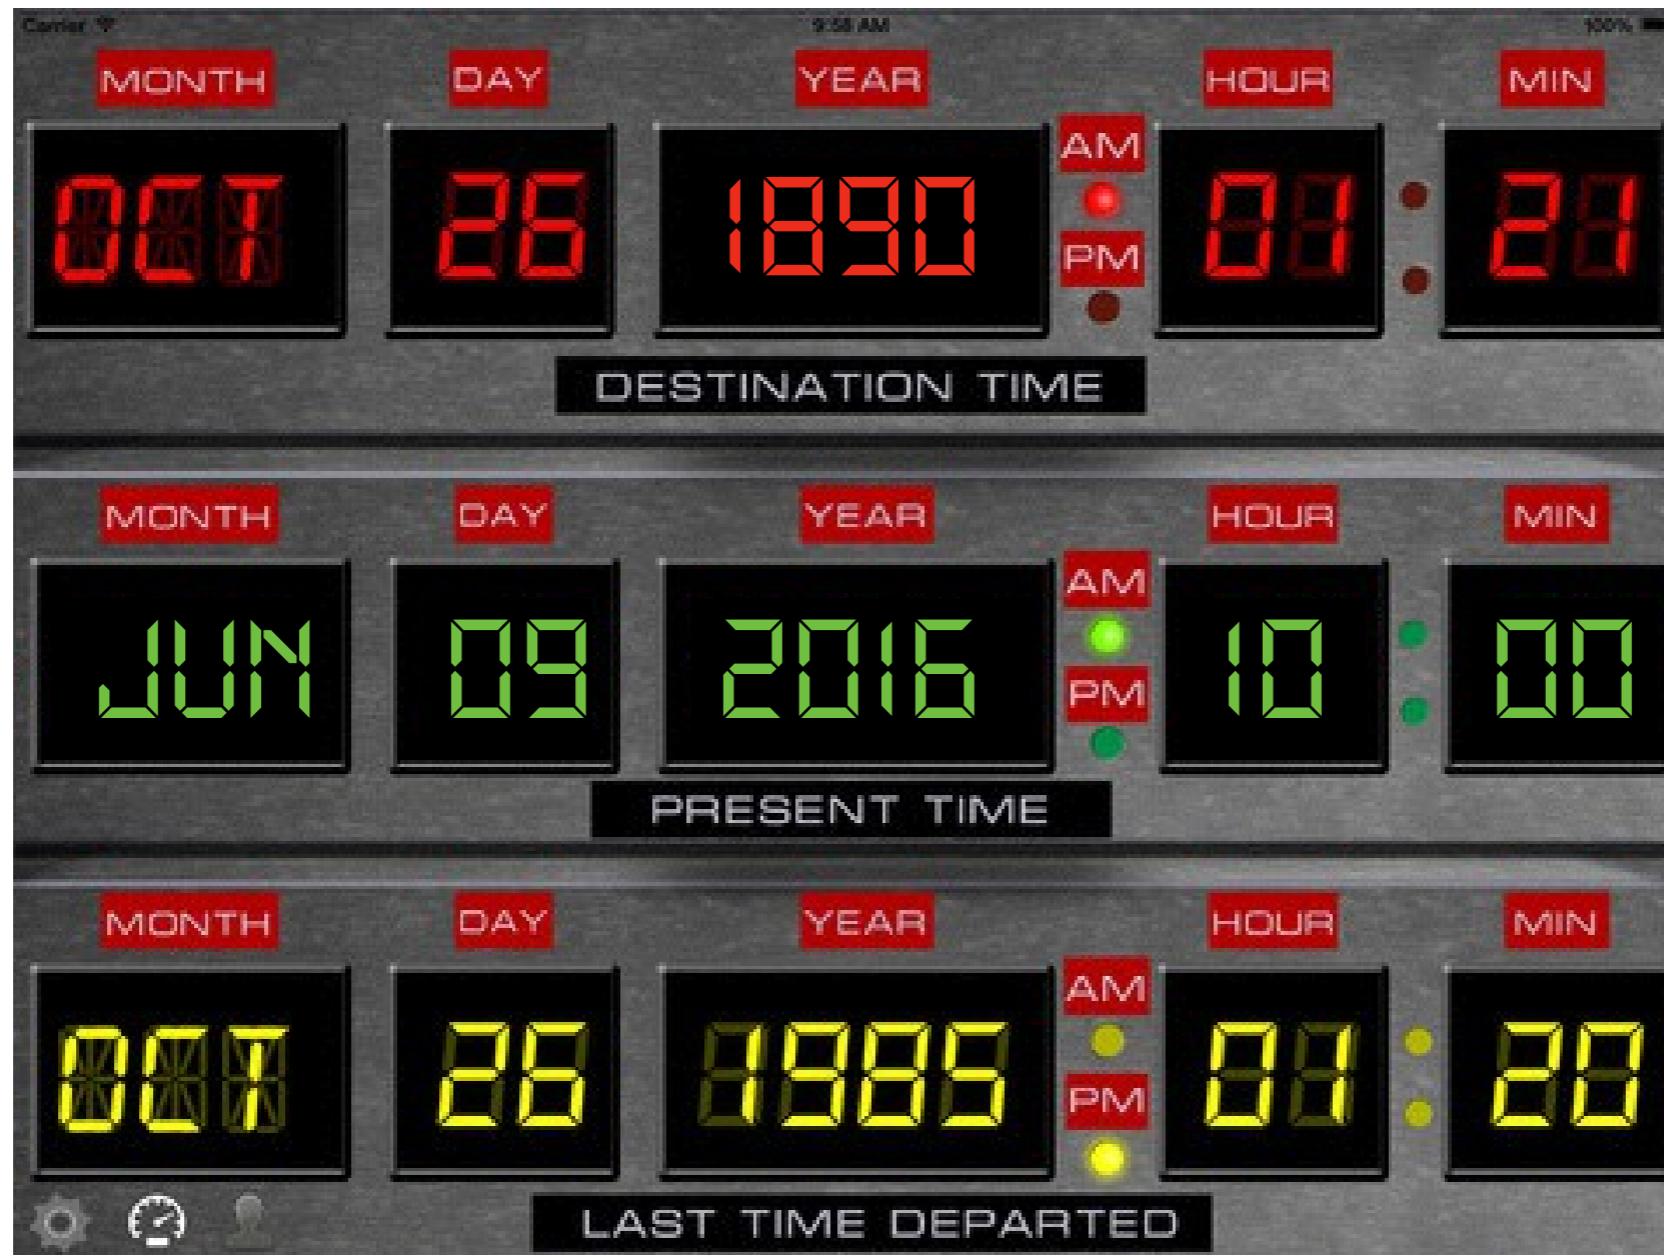 Carrier 9:58 AM 100%
MONTH DAY YEAR HOUR MIN
OCT 26 1890 AM PM 01 : 21
DESTINATION TIME
MONTH DAY YEAR HOUR MIN
JUN 09 2016 AM PM 10 : 00
PRESENT TIME
MONTH DAY YEAR HOUR MIN
OCT 26 1985 AM PM 01 : 20
LAST TIME DEPARTED